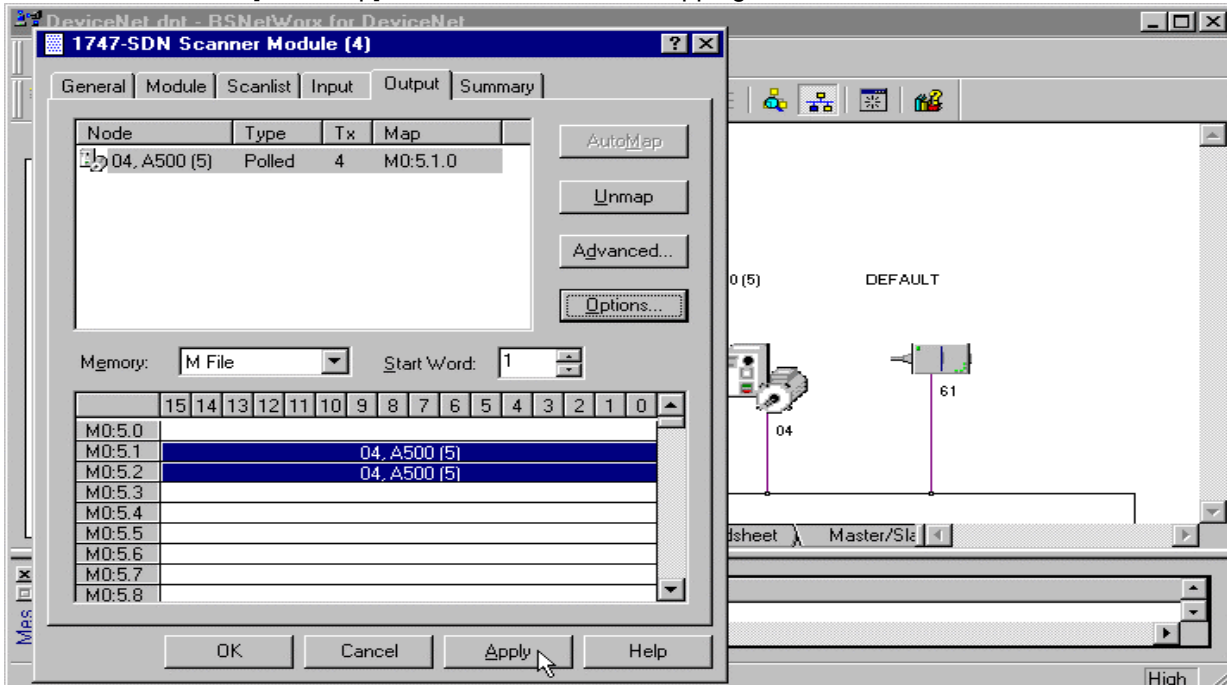 DeviceNet.dnt - RSNetWorx for DeviceNet
1747-SDN Scanner Module (4)
General Module Scanlist Input Output Summary
Node Type Tx Map
04, A500 (5) Polled 4 M0:5.1.0
AutoMap
Unmap
Advanced...
Options...
Memory: M File Start Word: 1
15 14 13 12 11 10 9 8 7 6 5 4 3 2 1 0
M0:5.0
M0:5.1 04, A500 (5)
M0:5.2 04, A500 (5)
M0:5.3
M0:5.4
M0:5.5
M0:5.6
M0:5.7
M0:5.8
OK Cancel Apply Help
0 (5) DEFAULT
61
04
dsheet Master/Sla
Mes
High